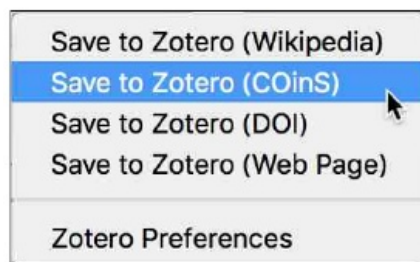 Save to Zotero (Wikipedia)
Save to Zotero (COinS)
Save to Zotero (DOI)
Save to Zotero (Web Page)
Zotero Preferences